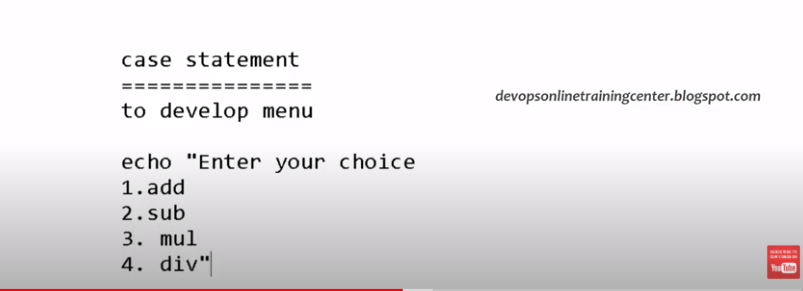 case statement
===============
to develop menu
devopsonlinetrainingcenter.blogspot.com
echo "Enter your choice
1.add
2.sub
3. mul
4. div"
YouTube